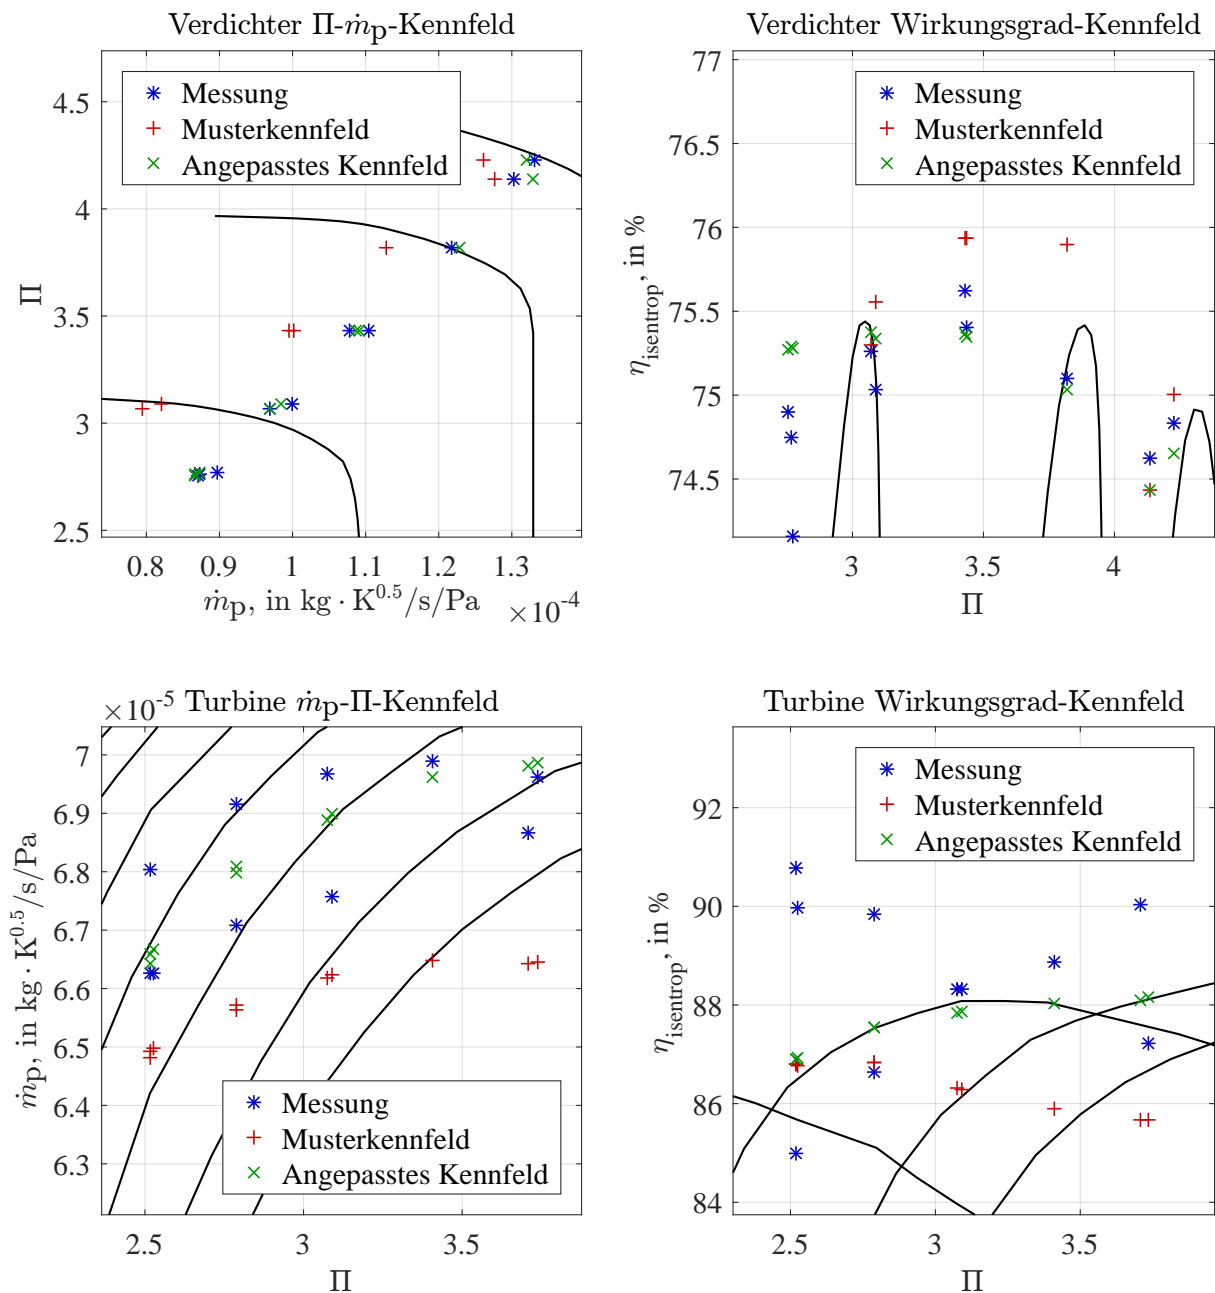 Verdichter Π-ṁp-Kennfeld
4.5
4
3.5
3
2.5
Π
Messung
Musterkennfeld
Angepasstes Kennfeld
0.8 0.9 1 1.1 1.2 1.3
ṁp, in kg · K^0.5/s/Pa
×10^-4
Verdichter Wirkungsgrad-Kennfeld
77
76.5
76
75.5
75
74.5
ηisentrop, in %
Messung
Musterkennfeld
Angepasstes Kennfeld
3 3.5 4
Π
×10^-5 Turbine ṁp-Π-Kennfeld
7
6.9
6.8
6.7
6.6
6.5
6.4
6.3
ṁp, in kg · K^0.5/s/Pa
Messung
Musterkennfeld
Angepasstes Kennfeld
2.5 3 3.5
Π
Turbine Wirkungsgrad-Kennfeld
92
90
88
86
84
ηisentrop, in %
Messung
Musterkennfeld
Angepasstes Kennfeld
2.5 3 3.5
Π